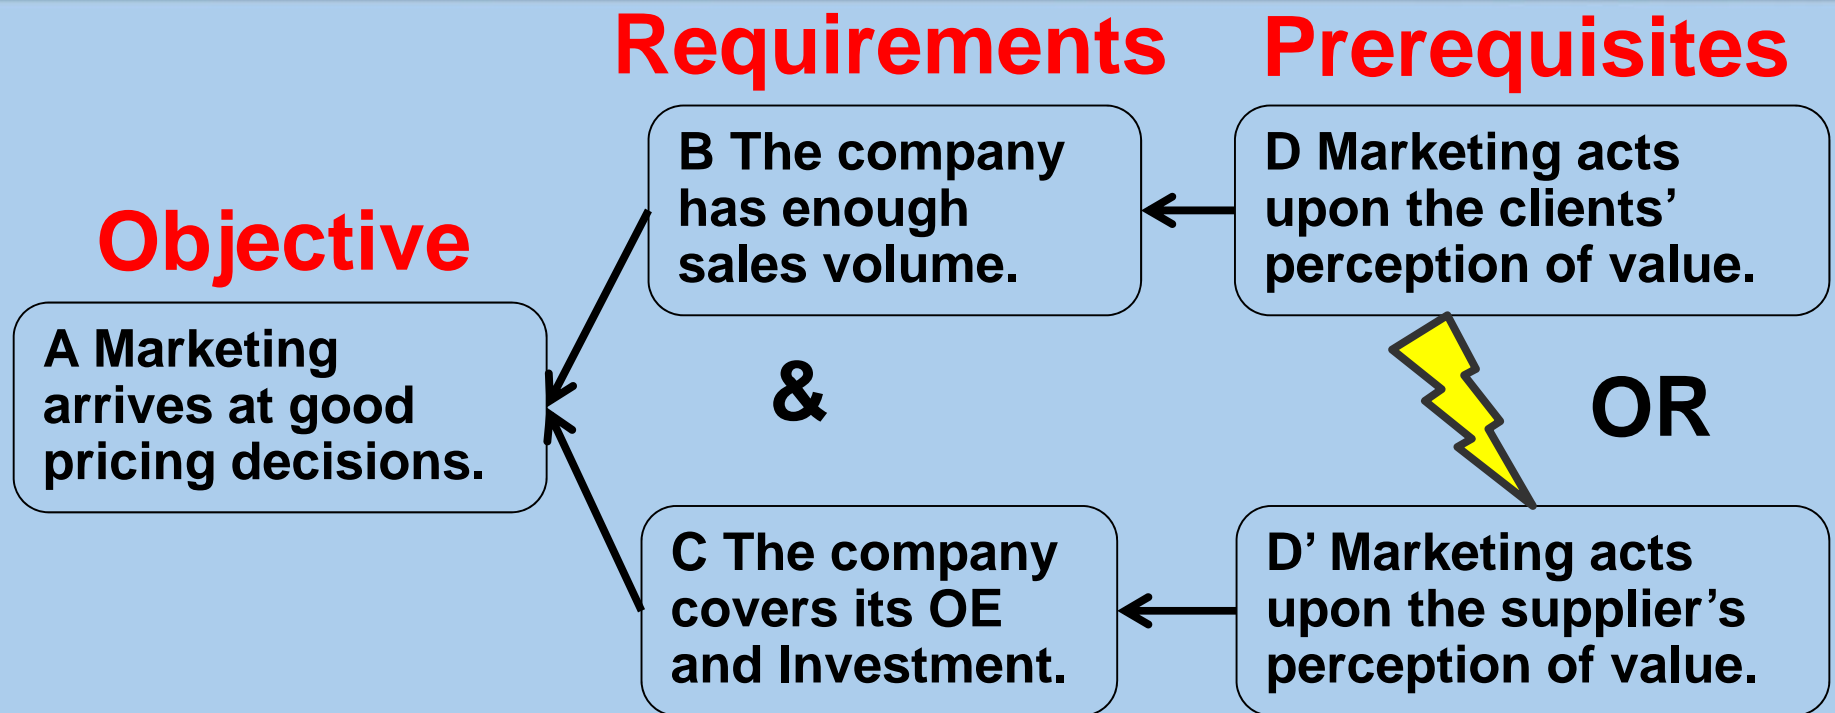 Requirements
Prerequisites
Objective
A Marketing
arrives at good
pricing decisions.
B The company
has enough
sales volume.
&
C The company
covers its OE
and Investment.
D Marketing acts
upon the clients’
perception of value.
OR
D’ Marketing acts
upon the supplier’s
perception of value.